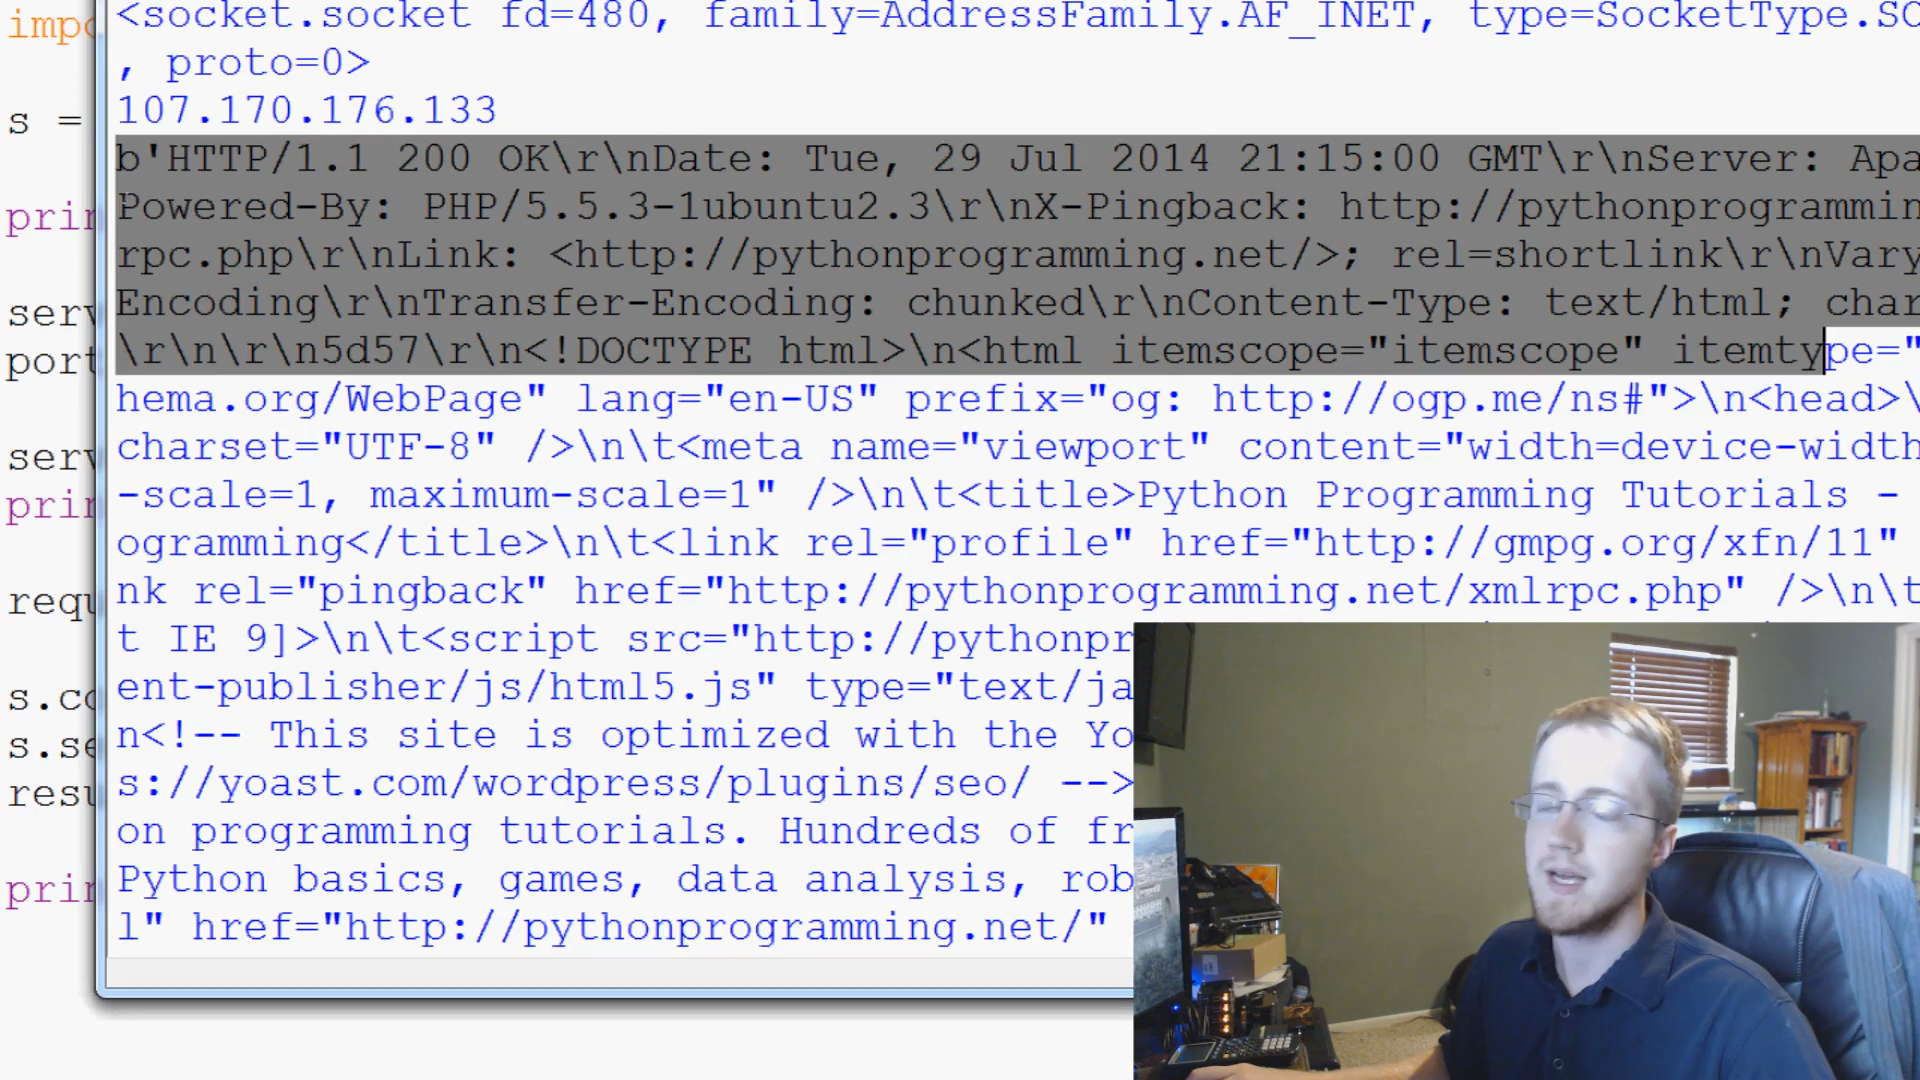 impo
<socket.socket fd=480, family=AddressFamily.AF_INET, type=SocketType.SO
, proto=0>
107.170.176.133
s =
b'HTTP/1.1 200 OK\r\nDate: Tue, 29 Jul 2014 21:15:00 GMT\r\nServer: Apa
Powered-By: PHP/5.5.3-1ubuntu2.3\r\nX-Pingback: http://pythonprogrammin
prin
rpc.php\r\nLink: <http://pythonprogramming.net/>; rel=shortlink\r\nVary
Encoding\r\nTransfer-Encoding: chunked\r\nContent-Type: text/html; char
serv
\r\n\r\n5d57\r\n<!DOCTYPE html>\n<html itemscope="itemscope" itemtype="
port
hema.org/WebPage" lang="en-US" prefix="og: http://ogp.me/ns#">\n<head>\
charset="UTF-8" />\n\t<meta name="viewport" content="width=device-width
serv
-scale=1, maximum-scale=1" />\n\t<title>Python Programming Tutorials -
prin
ogramming</title>\n\t<link rel="profile" href="http://gmpg.org/xfn/11"
nk rel="pingback" href="http://pythonprogramming.net/xmlrpc.php" />\n\t
requ
t IE 9]>\n\t<script src="http://pythonpr
ent-publisher/js/html5.js" type="text/ja
s.co
n<!-- This site is optimized with the Yo
s.se
s://yoast.com/wordpress/plugins/seo/ -->
resu
on programming tutorials. Hundreds of fr
Python basics, games, data analysis, rob
prin
l" href="http://pythonprogramming.net/"